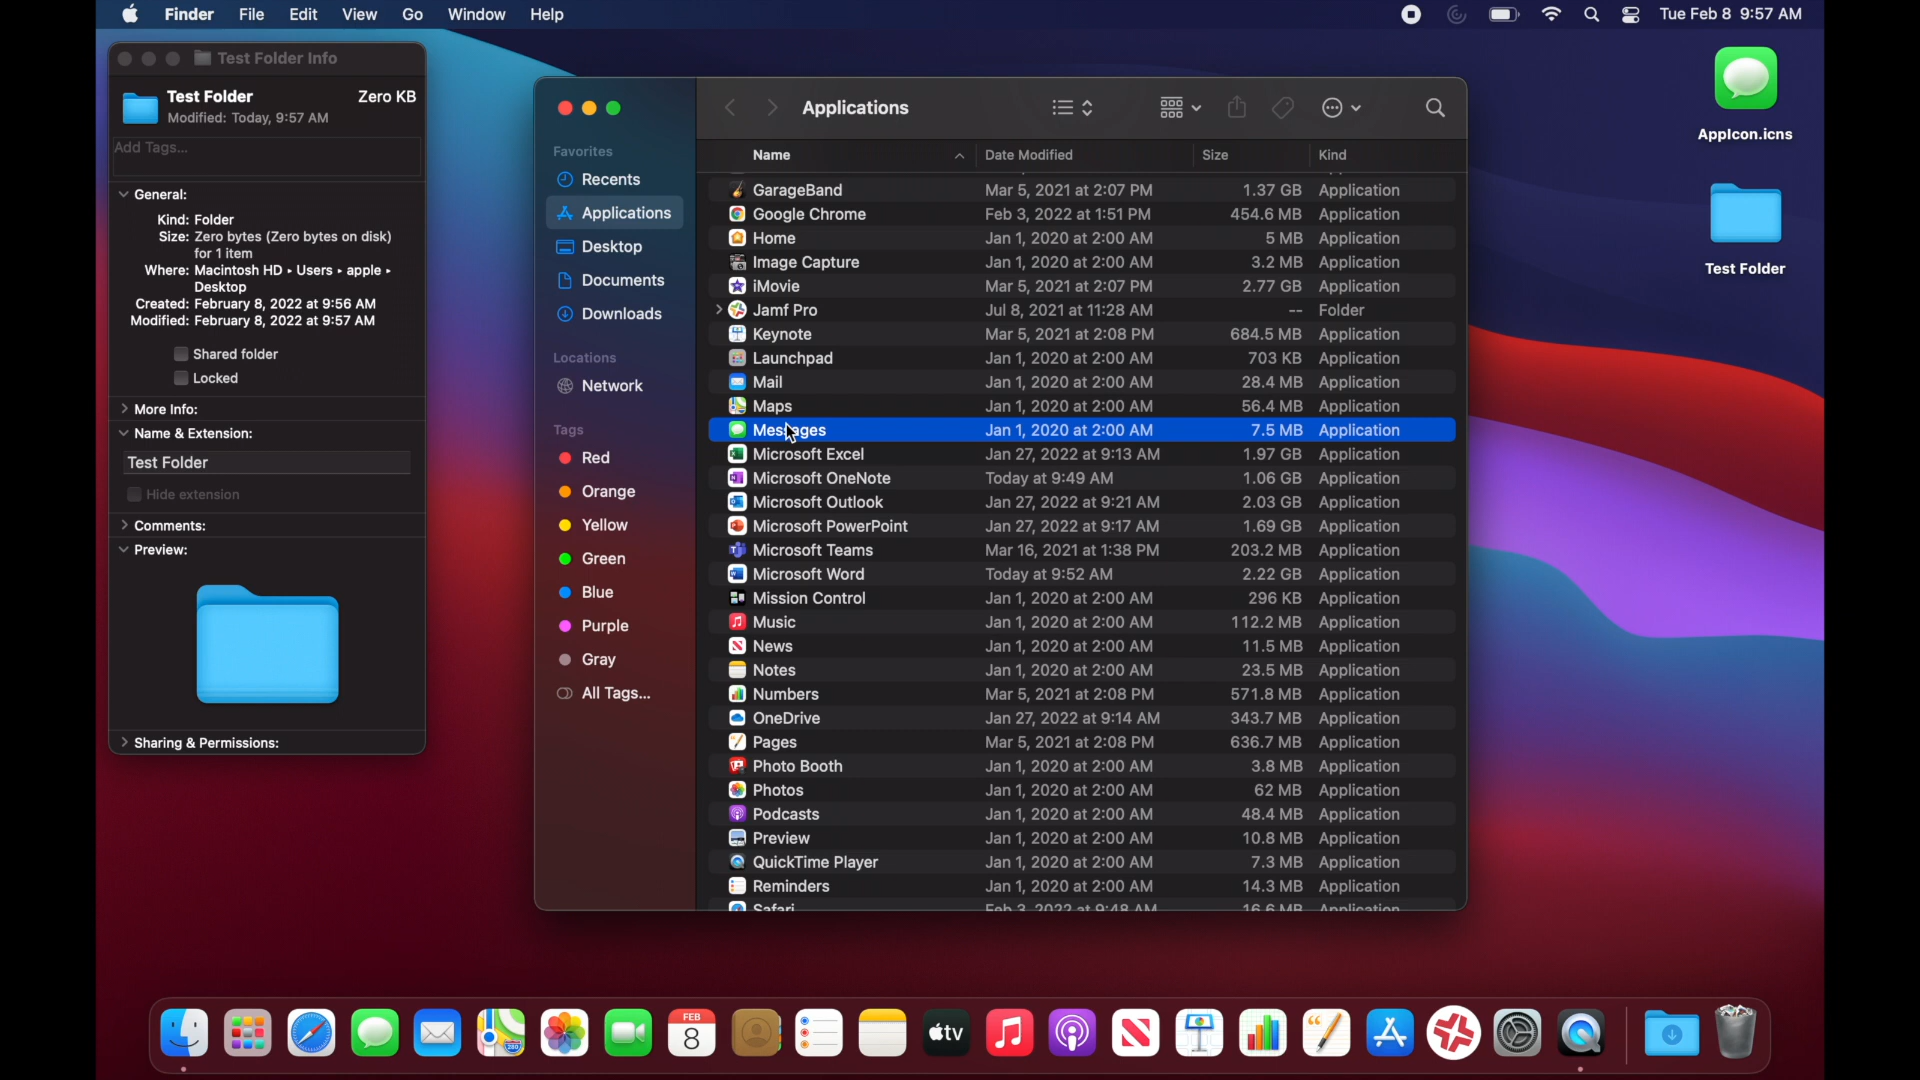 Finder File Edit View Go Window Help Tue Feb 8 9:57 AM
Test Folder Info
Test Folder Zero KB
Modified: Today, 9:57 AM
Add Tags...
General:
Kind: Folder
Size: Zero bytes (Zero bytes on disk)
for 1 item
Where: Macintosh HD ▸ Users ▸ apple ▸
Desktop
Created: February 8, 2022 at 9:56 AM
Modified: February 8, 2022 at 9:57 AM
Shared folder
Locked
More Info:
Name & Extension:
Test Folder
Hide extension
Comments:
Preview:
Sharing & Permissions:
Favorites
Recents
Applications
Desktop
Documents
Downloads
Locations
Network
Tags
Red
Orange
Yellow
Green
Blue
Purple
Gray
All Tags...
Applications
Name Date Modified Size Kind
GarageBand Mar 5, 2021 at 2:07 PM 1.37 GB Application
Google Chrome Feb 3, 2022 at 1:51 PM 454.6 MB Application
Home Jan 1, 2020 at 2:00 AM 5 MB Application
Image Capture Jan 1, 2020 at 2:00 AM 3.2 MB Application
iMovie Mar 5, 2021 at 2:07 PM 2.77 GB Application
Jamf Pro Jul 8, 2021 at 11:28 AM -- Folder
Keynote Mar 5, 2021 at 2:08 PM 684.5 MB Application
Launchpad Jan 1, 2020 at 2:00 AM 703 KB Application
Mail Jan 1, 2020 at 2:00 AM 28.4 MB Application
Maps Jan 1, 2020 at 2:00 AM 56.4 MB Application
Messages Jan 1, 2020 at 2:00 AM 7.5 MB Application
Microsoft Excel Jan 27, 2022 at 9:13 AM 1.97 GB Application
Microsoft OneNote Today at 9:49 AM 1.06 GB Application
Microsoft Outlook Jan 27, 2022 at 9:21 AM 2.03 GB Application
Microsoft PowerPoint Jan 27, 2022 at 9:17 AM 1.69 GB Application
Microsoft Teams Mar 16, 2021 at 1:38 PM 203.2 MB Application
Microsoft Word Today at 9:52 AM 2.22 GB Application
Mission Control Jan 1, 2020 at 2:00 AM 296 KB Application
Music Jan 1, 2020 at 2:00 AM 112.2 MB Application
News Jan 1, 2020 at 2:00 AM 11.5 MB Application
Notes Jan 1, 2020 at 2:00 AM 23.5 MB Application
Numbers Mar 5, 2021 at 2:08 PM 571.8 MB Application
OneDrive Jan 27, 2022 at 9:14 AM 343.7 MB Application
Pages Mar 5, 2021 at 2:08 PM 636.7 MB Application
Photo Booth Jan 1, 2020 at 2:00 AM 3.8 MB Application
Photos Jan 1, 2020 at 2:00 AM 62 MB Application
Podcasts Jan 1, 2020 at 2:00 AM 48.4 MB Application
Preview Jan 1, 2020 at 2:00 AM 10.8 MB Application
QuickTime Player Jan 1, 2020 at 2:00 AM 7.3 MB Application
Reminders Jan 1, 2020 at 2:00 AM 14.3 MB Application
Safari Feb 3, 2022 at 9:48 AM 16.6 MB Application
AppIcon.icns
Test Folder
FEB
8
tv
280